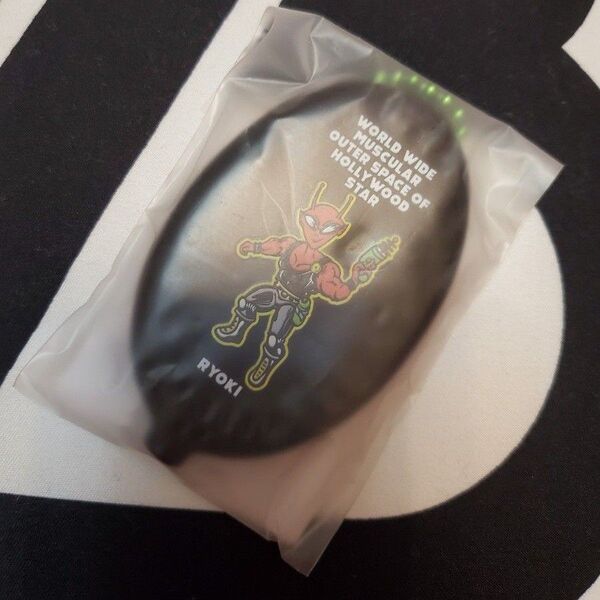 WORLD WIDE
MUSCULAR
OUTER SPACE OF
HOLLYWOOD
STAR
RYOKI